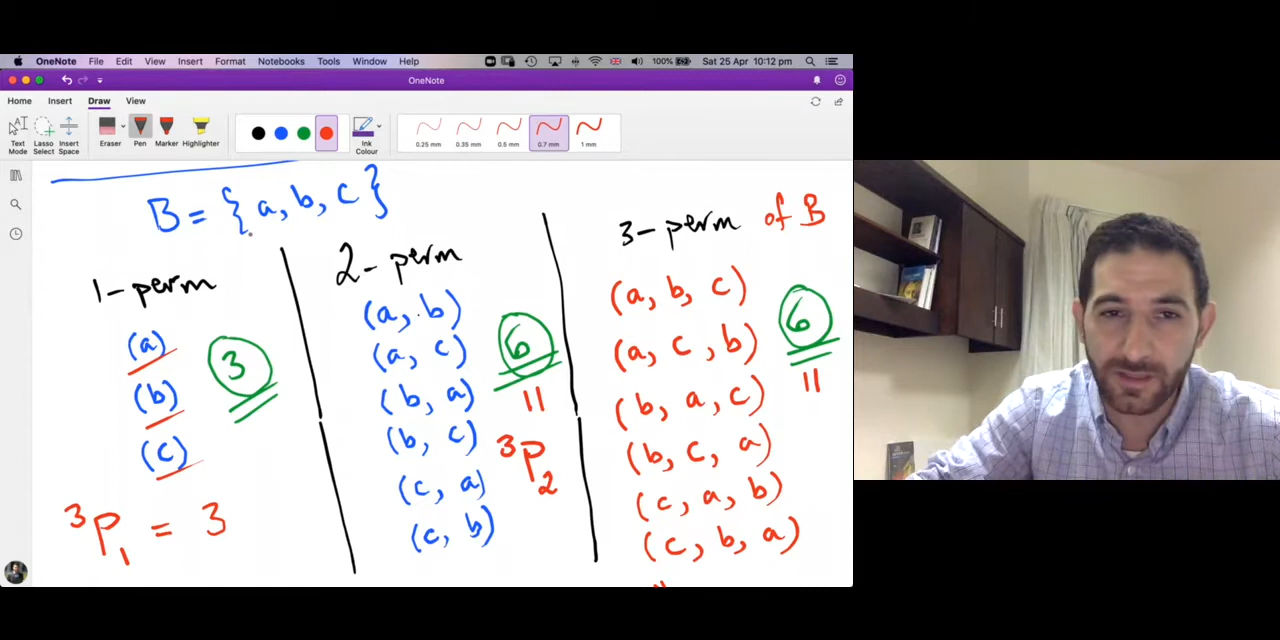 OneNote File Edit View Insert Format Notebooks Tools Window Help 100% Sat 25 Apr 10:12 pm
OneNote
Home Insert Draw View
Text Mode Lasso Select Insert Space Eraser Pen Marker Highlighter Ink Colour 0.25 mm 0.35 mm 0.5 mm 0.7 mm 1 mm
B = {a, b, c}
1-perm
(a)
(b)
(c)
3
³P₁ = 3
2-perm
(a, b)
(a, c)
(b, a)
(b, c)
(c, a)
(c, b)
6
=
³P₂
3-perm of B
(a, b, c)
(a, c, b)
(b, a, c)
(b, c, a)
(c, a, b)
(c, b, a)
6
=